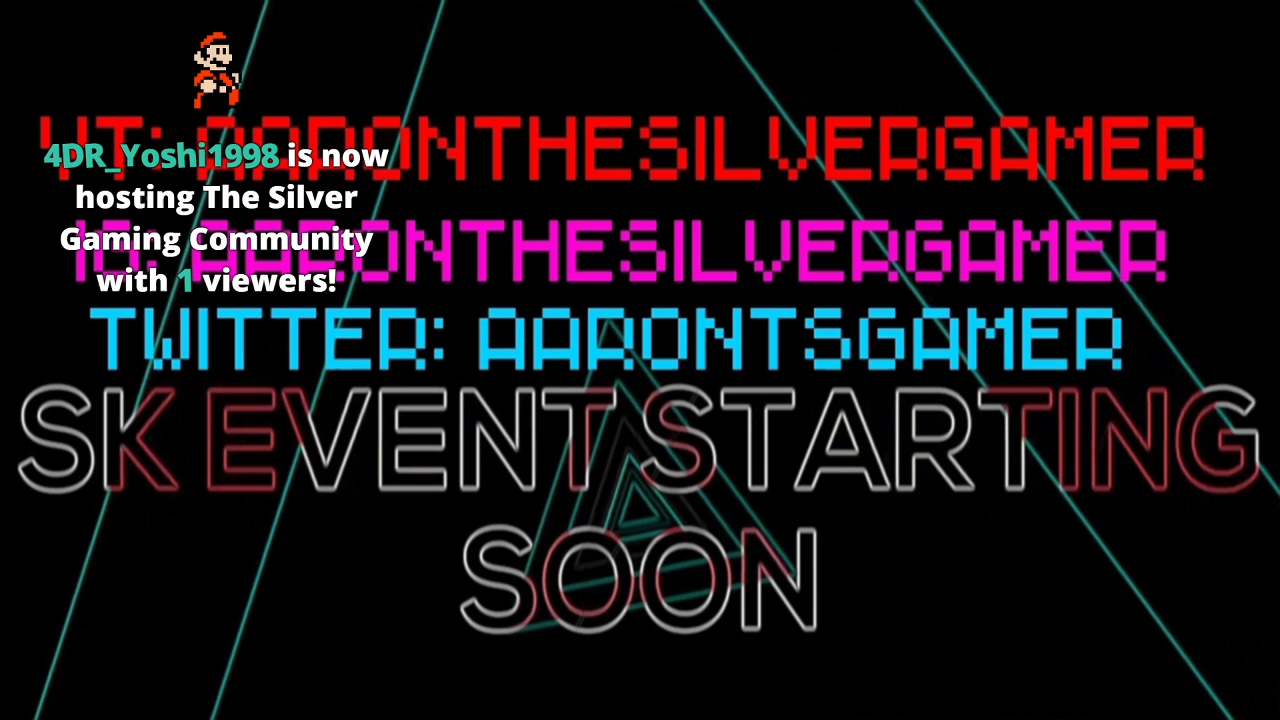 YT: AARONTHESILVERGAMER
4DR_Yoshi1998 is now
hosting The Silver
Gaming Community
with 1 viewers!
IG: AARONTHESILVERGAMER
TWITTER: AARONTSGAMER
SK EVENT STARTING
SOON